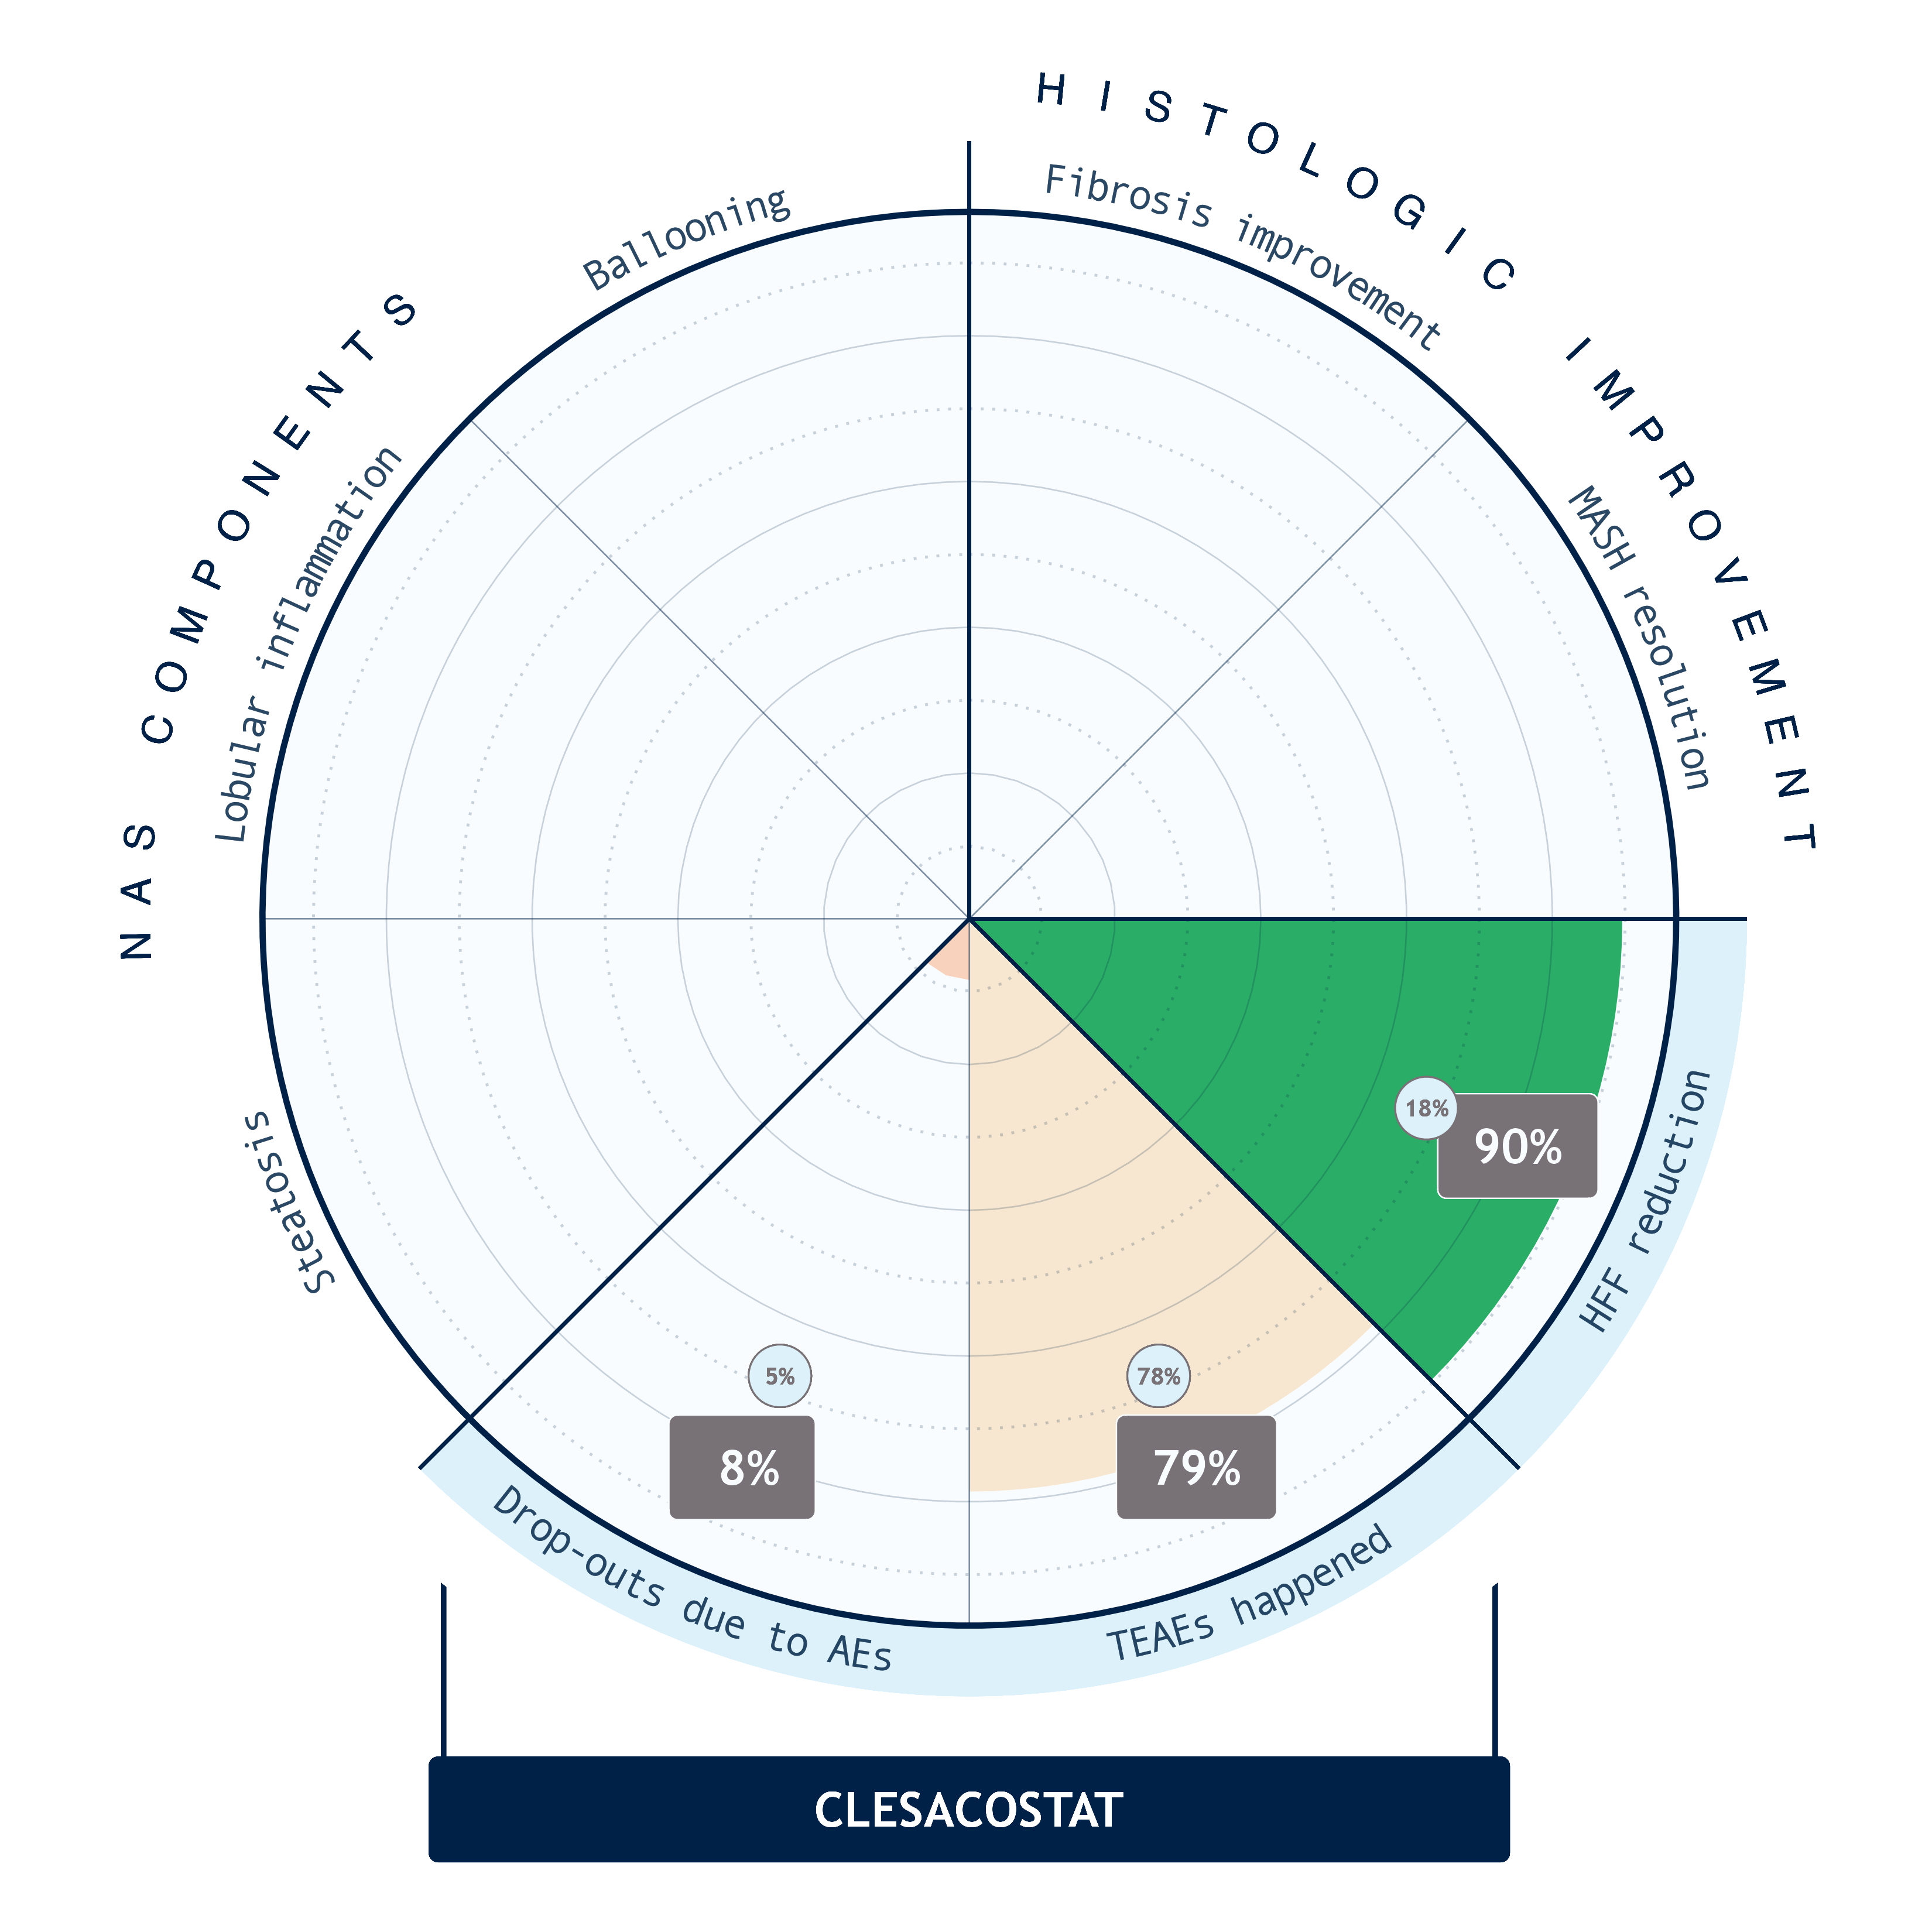 HISTOLOGIC IMPROVEMENT
Fibrosis improvement
MASH resolution
NAS COMPONENTS
Ballooning
Lobular inflammation
Steatosis
HFF reduction
18%
90%
TEAEs happened
78%
79%
Drop-outs due to AEs
5%
8%
CLESACOSTAT